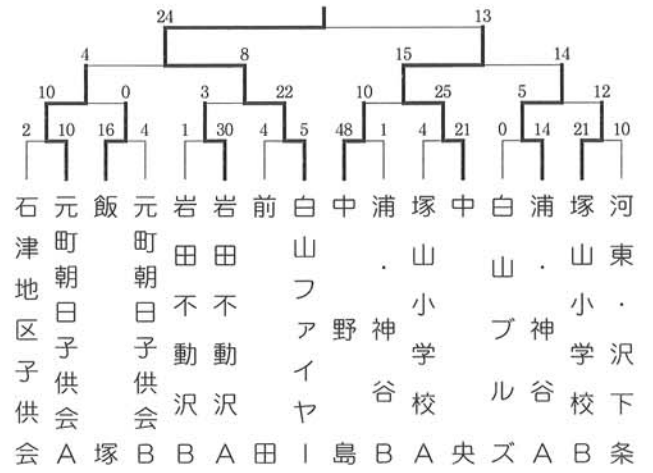 24 13
4 8 15 14
10 0 3 22 10 25 5 12
2 10 16 4 1 30 4 5 48 1 4 21 0 14 21 10
石津地区子供会
元町朝日子供会A
飯塚
元町朝日子供会B
岩田不動沢B
岩田不動沢A
前田
白山ファイヤー
中野島
浦・神谷B
塚山小学校A
中央
白山ブルズ
浦・神谷A
塚山小学校B
河東・沢下条